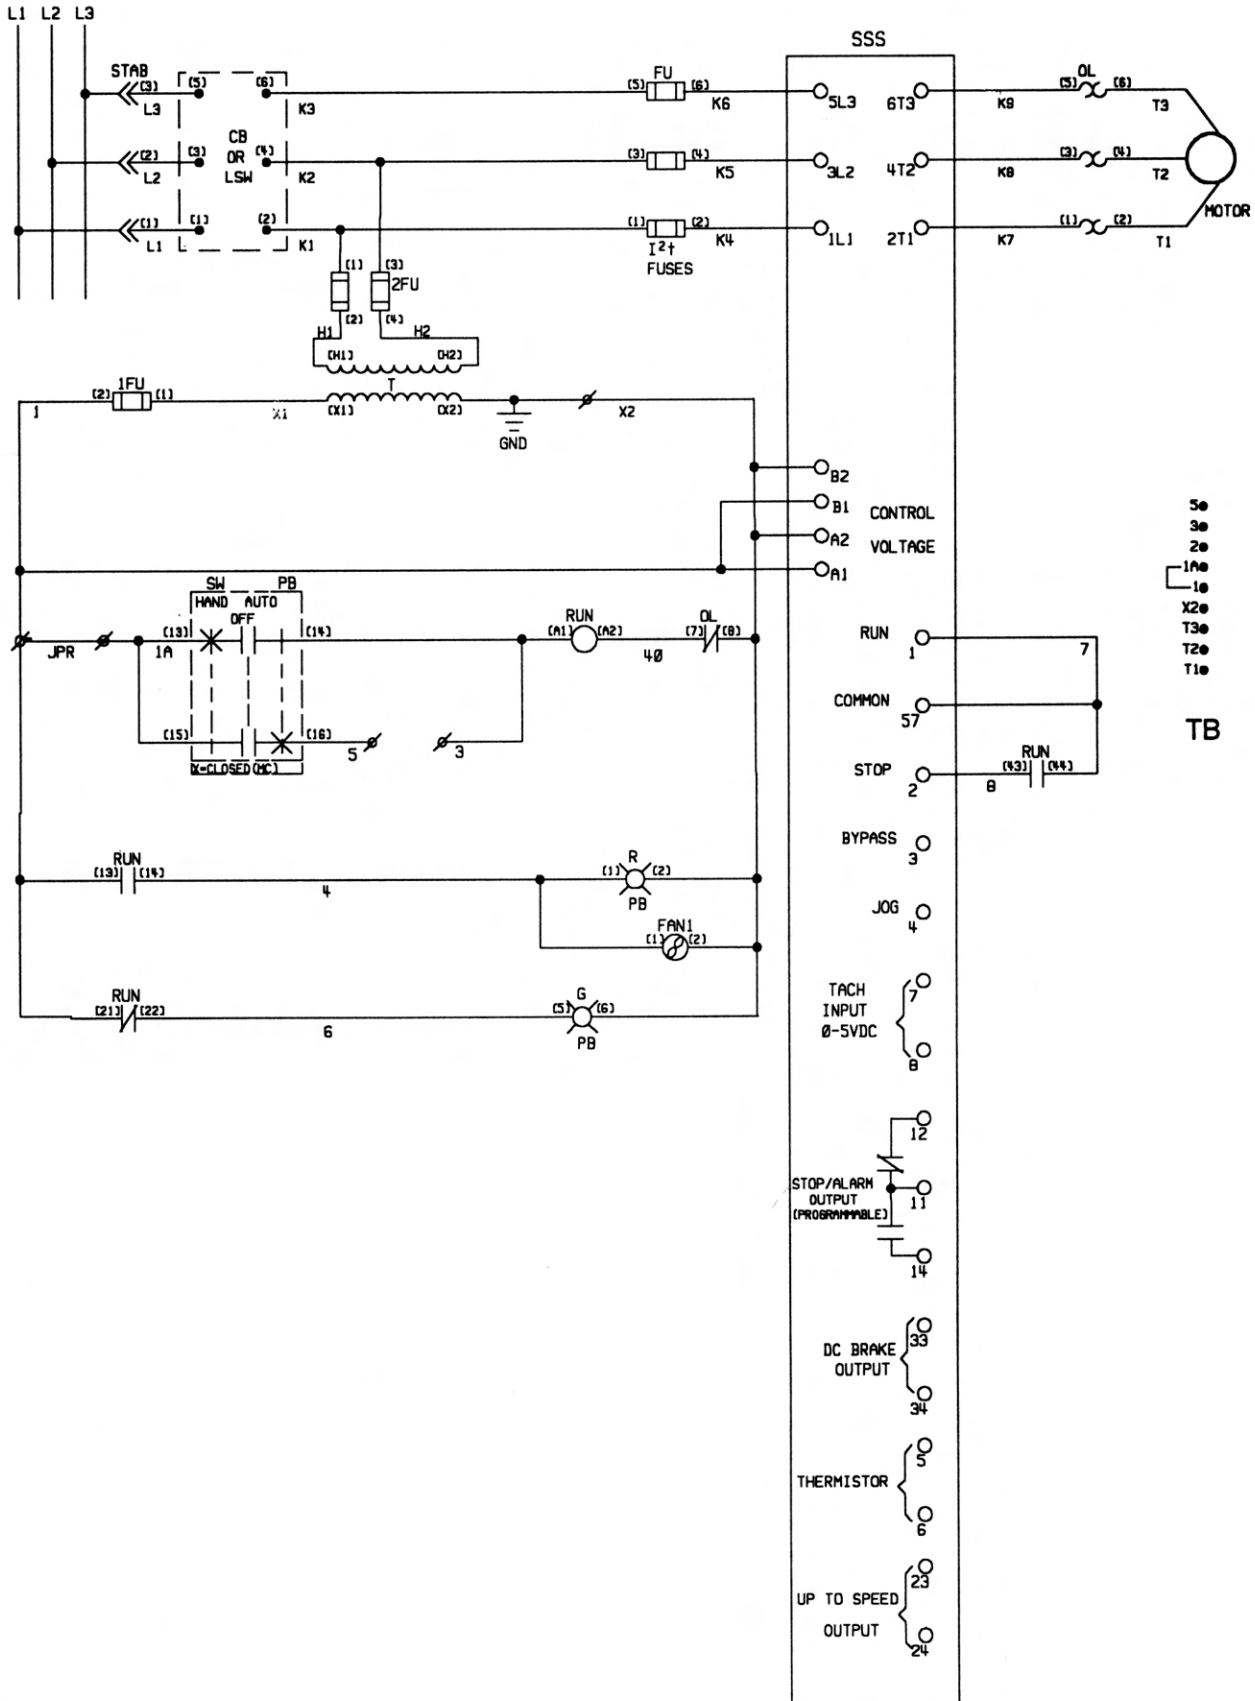 L1 L2 L3
SSS
STAB
(3) (5) (6)
L3 K3
FU
(5) (6)
K6
5L3 6T3
K9
OL
(5) (6)
T3
CB
OR
LSW
(2) (3) (4)
L2 K2
(3) (4)
K5
3L2 4T2
K8
(3) (4)
T2
MOTOR
(1) (1) (2)
L1 K1
(1) (2)
K4
I²t
FUSES
1L1 2T1
K7
(1) (2)
T1
(1) (3)
2FU
(2) (4)
H1 H2
(H1) (H2)
T
1FU
(2) (1)
1 X1
(X1) (X2)
X2
GND
B2
B1
A2
A1
CONTROL
VOLTAGE
5
3
2
1A
1
X2
T3
T2
T1
TB
SW PB
HAND AUTO
OFF
JPR
(13) (14)
1A
RUN
(A1) (A2)
40
OL
(7) (8)
(15) (16)
5 3
X=CLOSED(MC)
RUN
1
7
COMMON
57
STOP
2
8
RUN
(43) (44)
BYPASS
3
JOG
4
RUN
(13) (14)
4
R
(1) (2)
PB
FAN1
(1) (2)
RUN
(21) (22)
6
G
(5) (6)
PB
TACH
INPUT
0-5VDC
7
8
12
STOP/ALARM
OUTPUT
(PROGRAMMABLE)
11
14
DC BRAKE
OUTPUT
33
34
THERMISTOR
5
6
UP TO SPEED
OUTPUT
23
24